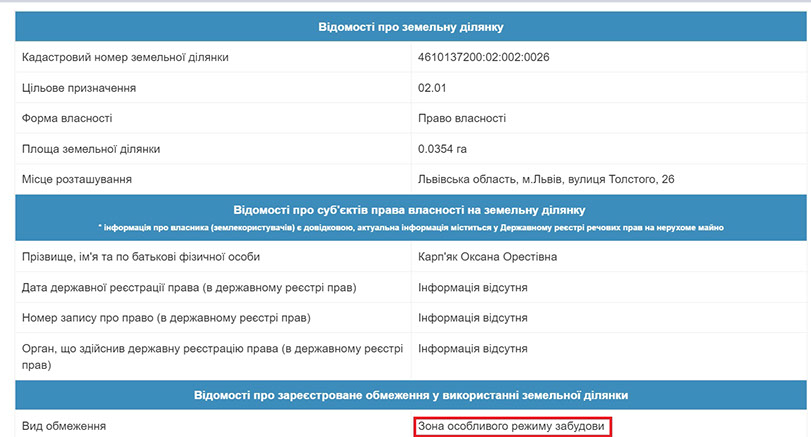 Відомості про земельну ділянку
Кадастровий номер земельної ділянки 4610137200:02:002:0026
Цільове призначення 02.01
Форма власності Право власності
Площа земельної ділянки 0.0354 га
Місце розташування Львівська область, м.Львів, вулиця Толстого, 26
Відомості про суб'єктів права власності на земельну ділянку
* інформація про власника (землекористувачів) є довідковою, актуальна інформація міститься у Державному реєстрі речових прав на нерухоме майно
Прізвище, ім'я та по батькові фізичної особи Карп'як Оксана Орестівна
Дата державної реєстрації права (в державному реєстрі прав) Інформація відсутня
Номер запису про право (в державному реєстрі прав) Інформація відсутня
Орган, що здійснив державну реєстрацію права (в державному реєстрі Інформація відсутня
прав)
Відомості про зареєстроване обмеження у використанні земельної ділянки
Вид обмеження Зона особливого режиму забудови